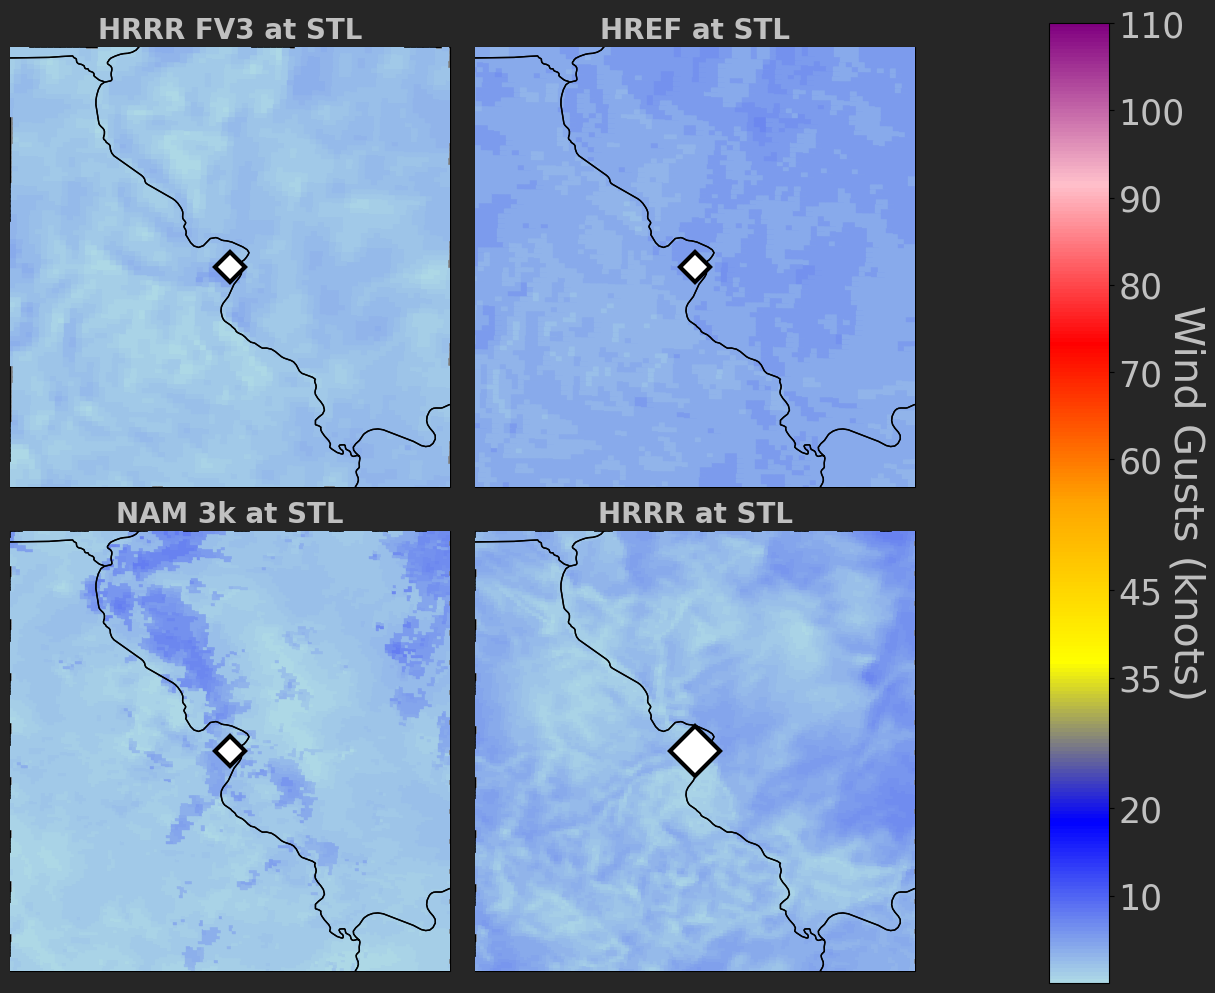 HRRR FV3 at STL
HREF at STL
NAM 3k at STL
HRRR at STL
110
100
90
80
70
60
45
35
20
10
Wind Gusts (knots)